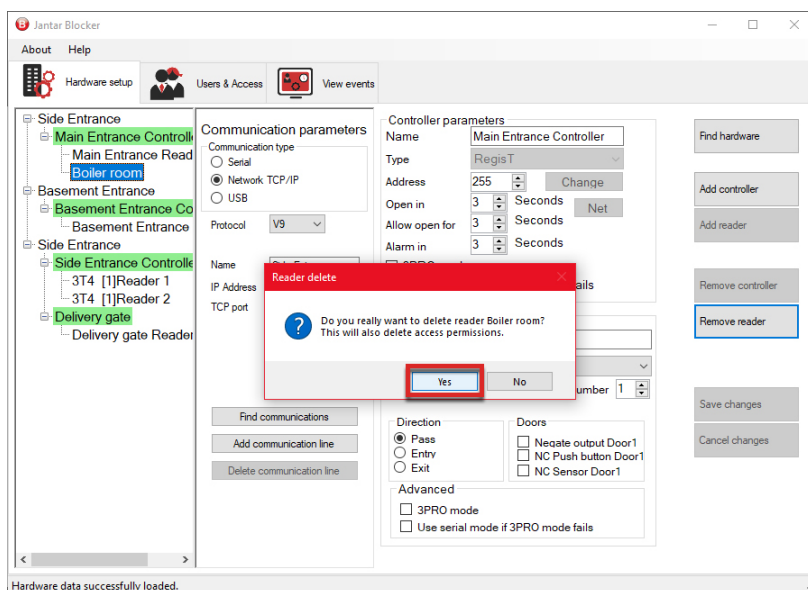 Jantar Blocker
About Help
Hardware setup
Users & Access
View events
Side Entrance
Main Entrance Controlle
Main Entrance Read
Boiler room
Basement Entrance
Basement Entrance Co
Basement Entrance
Side Entrance
Side Entrance Controlle
3T4 [1]Reader 1
3T4 [1]Reader 2
Delivery gate
Delivery gate Reader
Communication parameters
Communication type
Serial
Network TCP/IP
USB
Protocol V9
Name
IP Address
TCP port
Find communications
Add communication line
Delete communication line
Controller parameters
Name Main Entrance Controller
Type RegisT
Address 255 Change
Open in 3 Seconds Net
Allow open for 3 Seconds
Alarm in 3 Seconds
ails
Reader delete
Do you really want to delete reader Boiler room?
This will also delete access permissions.
Yes No
umber 1
Direction
Pass
Entry
Exit
Doors
Negate output Door1
NC Push button Door1
NC Sensor Door1
Advanced
3PRO mode
Use serial mode if 3PRO mode fails
Find hardware
Add controller
Add reader
Remove controller
Remove reader
Save changes
Cancel changes
Hardware data successfully loaded.